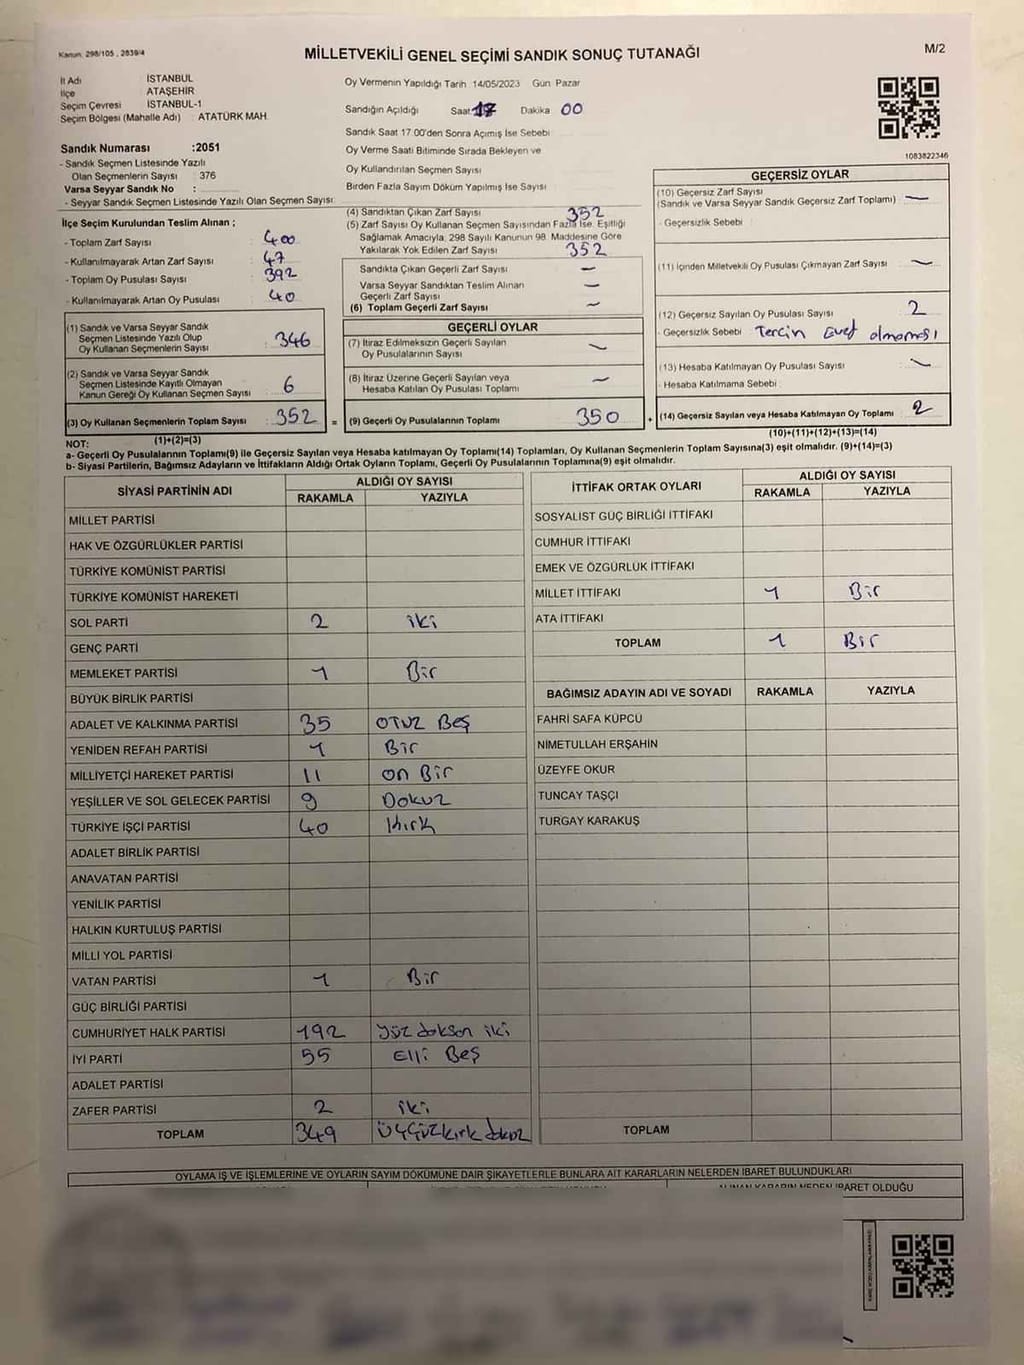 Kanun: 298/105, 2839/4
MİLLETVEKİLİ GENEL SEÇİMİ SANDIK SONUÇ TUTANAĞI
M/2
İl Adı İSTANBUL
İlçe ATAŞEHİR
Seçim Çevresi İSTANBUL-1
Seçim Bölgesi (Mahalle Adı) : ATATÜRK MAH.
Sandık Numarası :2051
- Sandık Seçmen Listesinde Yazılı
Olan Seçmenlerin Sayısı : 376
Varsa Seyyar Sandık No :
- Seyyar Sandık Seçmen Listesinde Yazılı Olan Seçmen Sayısı:
Oy Vermenin Yapıldığı Tarih 14/05/2023 Gün Pazar
Sandığın Açıldığı Saat 17 Dakika 00
Sandık Saat 17:00'den Sonra Açımış İse Sebebi
Oy Verme Saati Bitiminde Sırada Bekleyen ve
Oy Kullandırılan Seçmen Sayısı
Birden Fazla Sayım Döküm Yapılmış İse Sayısı
1083822346
İlçe Seçim Kurulundan Teslim Alınan ;
- Toplam Zarf Sayısı : 400
- Kullanılmayarak Artan Zarf Sayısı : 47
- Toplam Oy Pusulası Sayısı : 392
- Kullanılmayarak Artan Oy Pusulası : 40
(1) Sandık ve Varsa Seyyar Sandık
Seçmen Listesinde Yazılı Olup
Oy Kullanan Seçmenlerin Sayısı : 346
(2) Sandık ve Varsa Seyyar Sandık
Seçmen Listesinde Kayıtlı Olmayan
Kanun Gereği Oy Kullanan Seçmen Sayısı : 6
(3) Oy Kullanan Seçmenlerin Toplam Sayısı : 352
(1)+(2)=(3)
(4) Sandıktan Çıkan Zarf Sayısı 352
(5) Zarf Sayısı Oy Kullanan Seçmen Sayısından Fazla İse, Eşitliği
Sağlamak Amacıyla, 298 Sayılı Kanunun 98. Maddesine Göre
Yakılarak Yok Edilen Zarf Sayısı 352
Sandıkta Çıkan Geçerli Zarf Sayısı —
Varsa Seyyar Sandıktan Teslim Alınan
Geçerli Zarf Sayısı —
(6) Toplam Geçerli Zarf Sayısı —
GEÇERLİ OYLAR
(7) İtiraz Edilmeksizin Geçerli Sayılan
Oy Pusulalarının Sayısı —
(8) İtiraz Üzerine Geçerli Sayılan veya
Hesaba Katılan Oy Pusulası Toplamı —
= (9) Geçerli Oy Pusulalarının Toplamı 350 +
GEÇERSİZ OYLAR
(10) Geçersiz Zarf Sayısı
(Sandık ve Varsa Seyyar Sandık Geçersiz Zarf Toplamı) —
- Geçersizlik Sebebi :
(11) İçinden Milletvekili Oy Pusulası Çıkmayan Zarf Sayısı —
(12) Geçersiz Sayılan Oy Pusulası Sayısı 2
- Geçersizlik Sebebi : Tercin Evet olmaması
(13) Hesaba Katılmayan Oy Pusulası Sayısı —
- Hesaba Katılmama Sebebi :
(14) Geçersiz Sayılan veya Hesaba Katılmayan Oy Toplamı 2
(10)+(11)+(12)+(13)=(14)
NOT:
a- Geçerli Oy Pusulalarının Toplamı(9) ile Geçersiz Sayılan veya Hesaba katılmayan Oy Toplamı(14) Toplamları, Oy Kullanan Seçmenlerin Toplam Sayısına(3) eşit olmalıdır. (9)+(14)=(3)
b- Siyasi Partilerin, Bağımsız Adayların ve İttifakların Aldığı Ortak Oyların Toplamı, Geçerli Oy Pusulalarının Toplamına(9) eşit olmalıdır.
SİYASİ PARTİNİN ADI ALDIĞI OY SAYISI
RAKAMLA YAZIYLA
MİLLET PARTİSİ
HAK VE ÖZGÜRLÜKLER PARTİSİ
TÜRKİYE KOMÜNİST PARTİSİ
TÜRKİYE KOMÜNİST HAREKETİ
SOL PARTİ 2 iki
GENÇ PARTİ
MEMLEKET PARTİSİ 1 Bir
BÜYÜK BİRLİK PARTİSİ
ADALET VE KALKINMA PARTİSİ 35 OTUZ Beş
YENİDEN REFAH PARTİSİ 1 Bir
MİLLİYETÇİ HAREKET PARTİSİ 11 on Bir
YEŞİLLER VE SOL GELECEK PARTİSİ 9 Dokuz
TÜRKİYE İŞÇİ PARTİSİ 40 Kırk
ADALET BİRLİK PARTİSİ
ANAVATAN PARTİSİ
YENİLİK PARTİSİ
HALKIN KURTULUŞ PARTİSİ
MİLLİ YOL PARTİSİ
VATAN PARTİSİ 1 Bir
GÜÇ BİRLİĞİ PARTİSİ
CUMHURİYET HALK PARTİSİ 192 yüz doksan iki
İYİ PARTİ 55 Elli Beş
ADALET PARTİSİ
ZAFER PARTİSİ 2 iki
TOPLAM 349 üçyüzkırk dokuz
İTTİFAK ORTAK OYLARI ALDIĞI OY SAYISI
RAKAMLA YAZIYLA
SOSYALİST GÜÇ BİRLİĞİ İTTİFAKI
CUMHUR İTTİFAKI
EMEK VE ÖZGÜRLÜK İTTİFAKI
MİLLET İTTİFAKI 1 Bir
ATA İTTİFAKI
TOPLAM 1 Bir
BAĞIMSIZ ADAYIN ADI VE SOYADI RAKAMLA YAZIYLA
FAHRİ SAFA KÜPCÜ
NİMETULLAH ERŞAHİN
ÜZEYFE OKUR
TUNCAY TAŞÇI
TURGAY KARAKUŞ
TOPLAM
OYLAMA İŞ VE İŞLEMLERİNE VE OYLARIN SAYIM DÖKÜMÜNE DAİR ŞİKAYETLERLE BUNLARA AİT KARARLARIN NELERDEN İBARET BULUNDUKLARI
ALINAN KARARIN NEDEN İBARET OLDUĞU